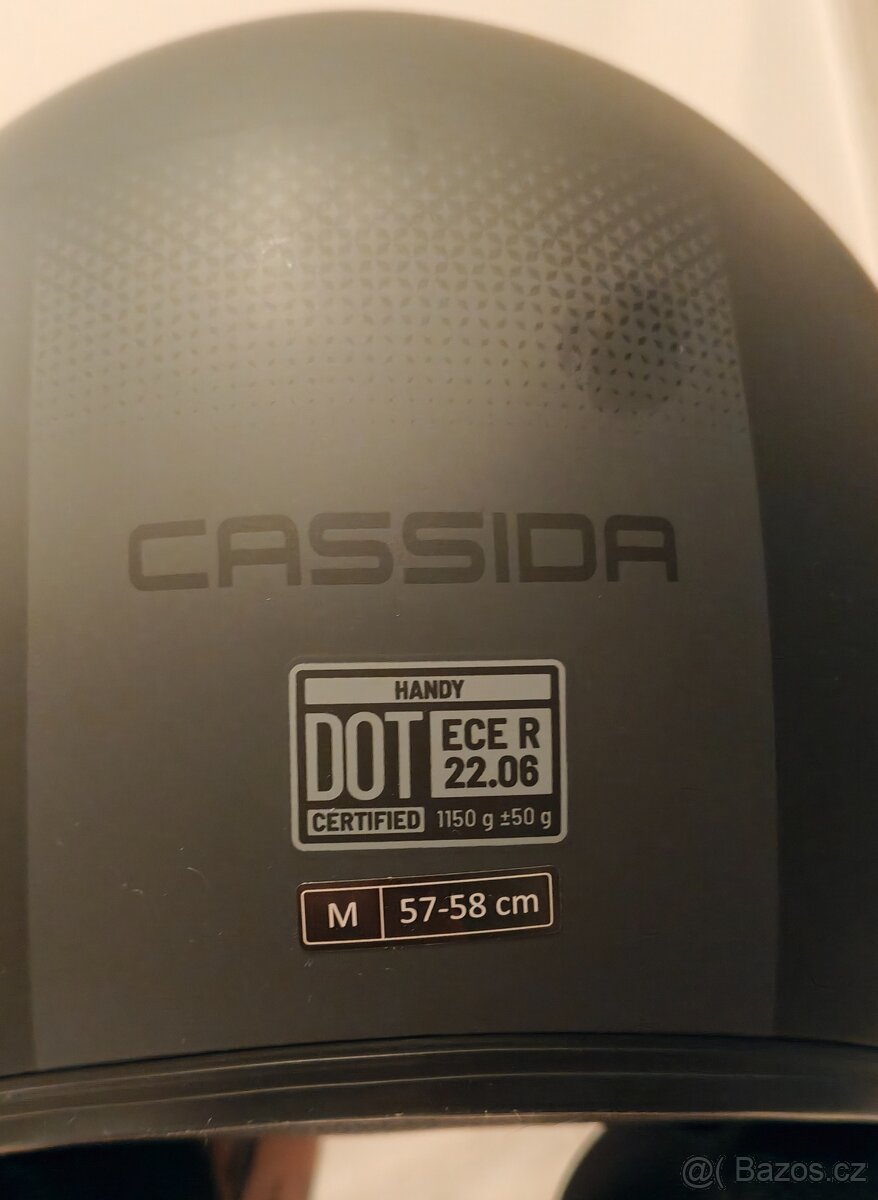 CASSIDA
HANDY
DOT ECE R
22.06
CERTIFIED 1150 g ±50 g
M 57-58 cm
@( Bazos.cz